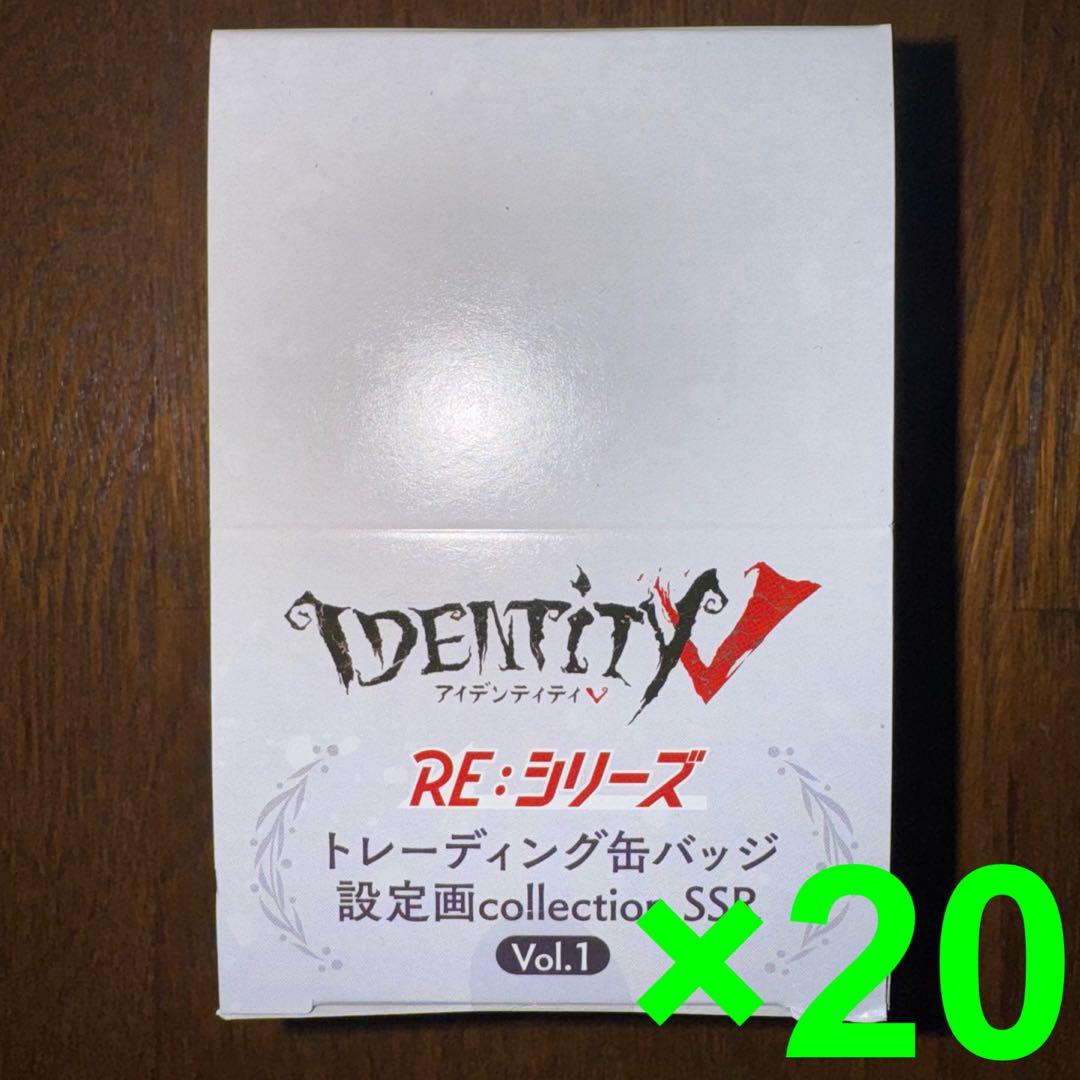 IDENTITY V
アイデンティティV
RE:シリーズ
トレーディング缶バッジ
設定画collection SSR
Vol.1
×20